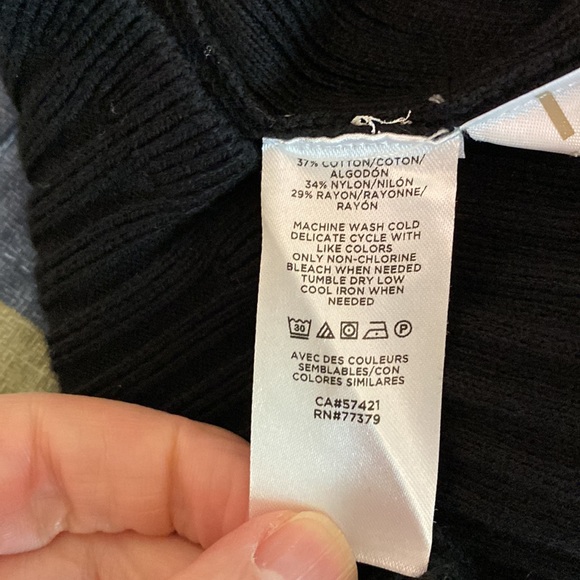 37% COTTON/COTON/
ALGODÓN
34% NYLON/NILÓN
29% RAYON/RAYONNE/
RAYÓN
MACHINE WASH COLD
DELICATE CYCLE WITH
LIKE COLORS
ONLY NON-CHLORINE
BLEACH WHEN NEEDED
TUMBLE DRY LOW
COOL IRON WHEN
NEEDED
30 P
AVEC DES COULEURS
SEMBLABLES/CON
COLORES SIMILARES
CA#57421
RN#77379